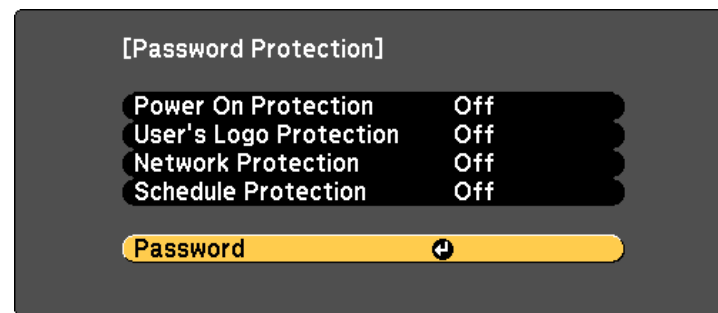 [Password Protection]
Power On Protection Off
User's Logo Protection Off
Network Protection Off
Schedule Protection Off
Password